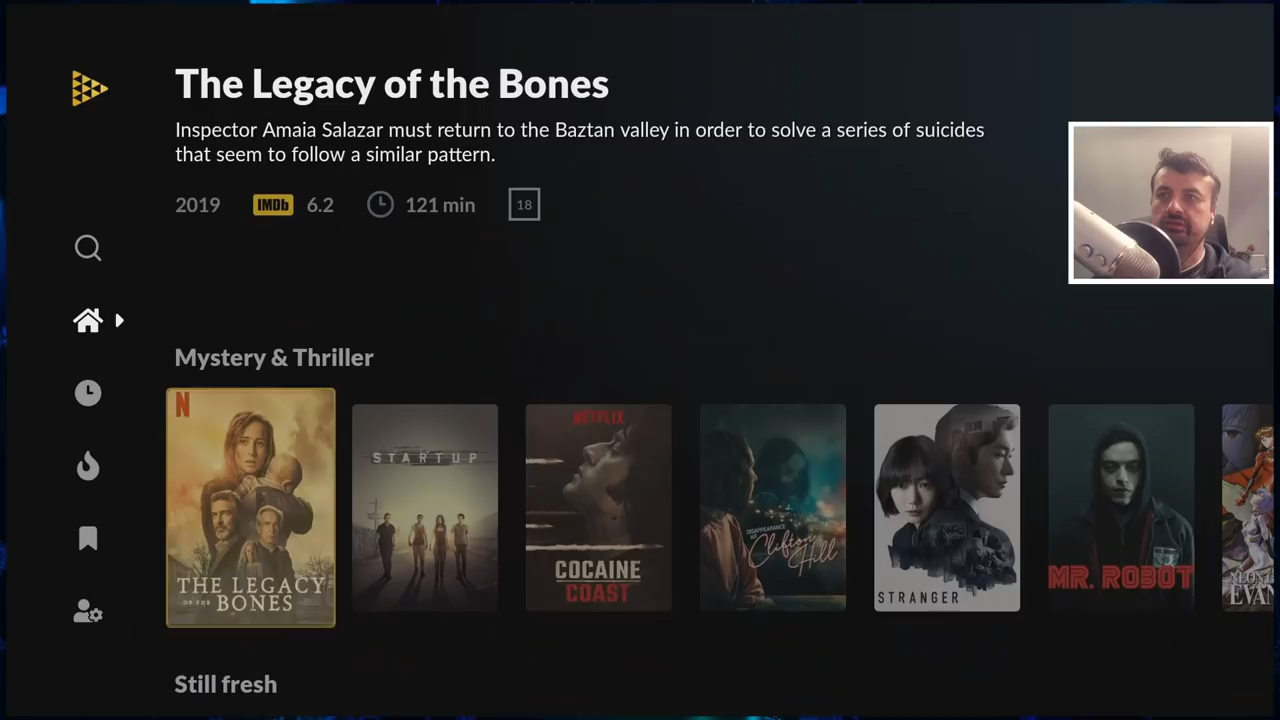 The Legacy of the Bones
Inspector Amaia Salazar must return to the Baztan valley in order to solve a series of suicides
that seem to follow a similar pattern.
2019 IMDb 6.2 121 min 18
Mystery & Thriller
N
THE LEGACY
OF THE BONES
STARTUP
NETFLIX
COCAINE
COAST
DISAPPEARANCE
AT
Clifton
Hill
STRANGER
MR. ROBOT
NEON G
EVAN
Still fresh